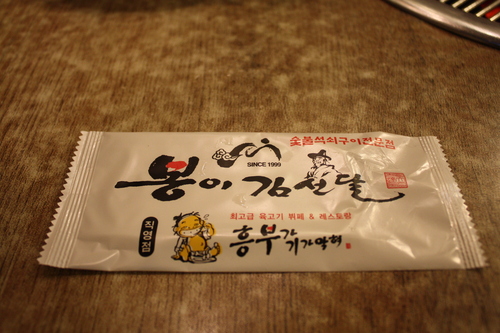 숯불석쇠구이전문점
SINCE 1999
봉이 김선달
최고급 육고기 뷔페 & 레스토랑
직영점
흥부가
기가막혀